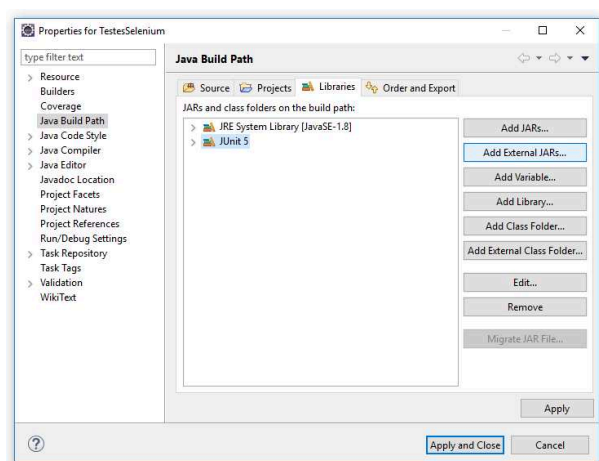 Properties for TestesSelenium
type filter text
Java Build Path
Resource
Builders
Coverage
Java Build Path
Java Code Style
Java Compiler
Java Editor
Javadoc Location
Project Facets
Project Natures
Project References
Run/Debug Settings
Task Repository
Task Tags
Validation
WikiText
Source
Projects
Libraries
Order and Export
JARs and class folders on the build path:
JRE System Library [JavaSE-1.8]
JUnit 5
Add JARs...
Add External JARs...
Add Variable...
Add Library...
Add Class Folder...
Add External Class Folder...
Edit...
Remove
Migrate JAR File...
Apply
?
Apply and Close
Cancel